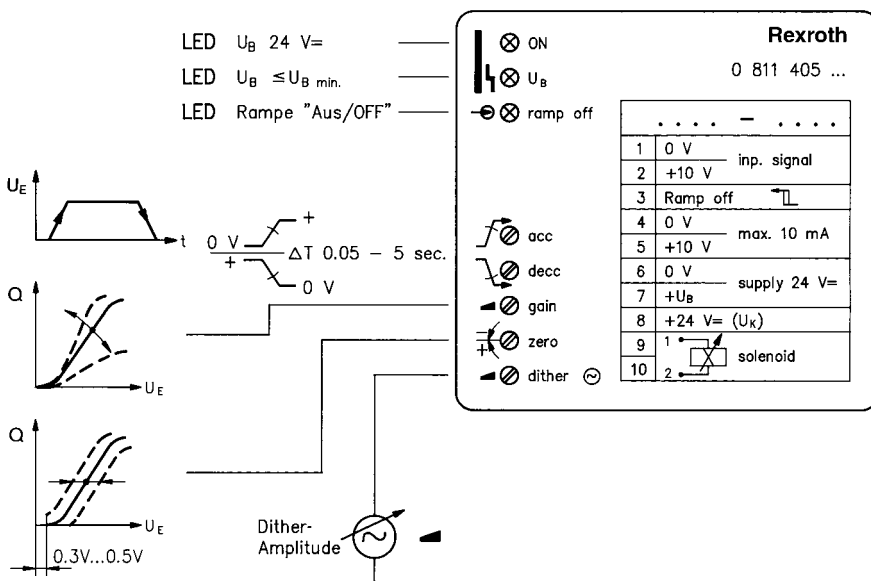 LED U_B 24 V=
LED U_B ≤ U_B min.
LED Rampe "Aus/OFF"
ON
U_B
ramp off
Rexroth
0 811 405 ...
. . . . – . . . .
1 0 V
2 +10 V
inp. signal
3 Ramp off
4 0 V
5 +10 V
max. 10 mA
6 0 V
7 +U_B
supply 24 V=
8 +24 V= (U_K)
9 1
10 2
solenoid
acc
decc
gain
− + zero
dither ~
U_E
t
0 V +
+ 0 V
ΔT 0.05 – 5 sec.
Q
U_E
Q
U_E
0.3V...0.5V
Dither-
Amplitude
~